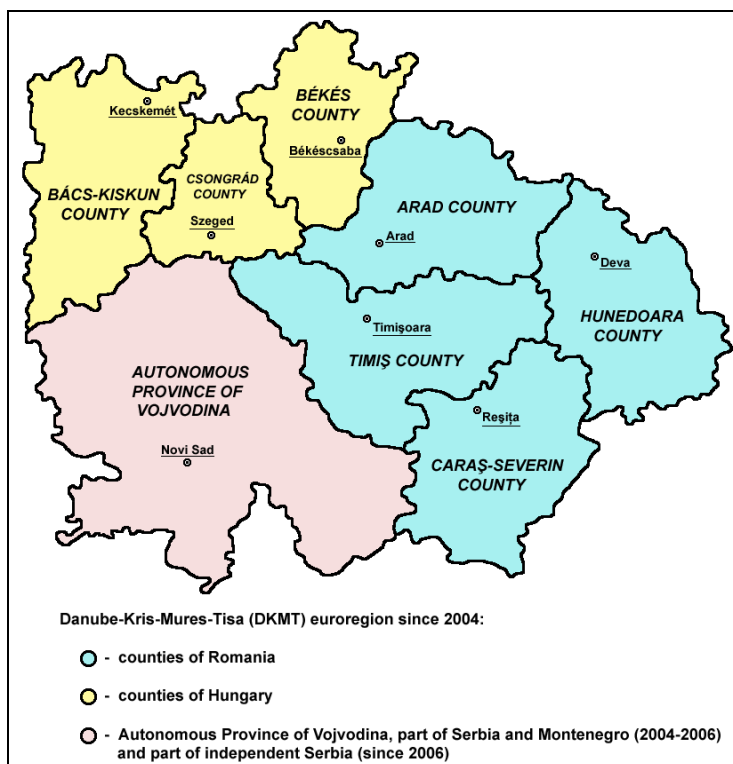 Kecskemét
BÉKÉS
COUNTY
Békéscsaba
CSONGRÁD
COUNTY
BÁCS-KISKUN
COUNTY
Szeged
ARAD COUNTY
Arad
Deva
HUNEDOARA
COUNTY
Timişoara
TIMIŞ COUNTY
AUTONOMOUS
PROVINCE OF
VOJVODINA
Novi Sad
Reşiţa
CARAŞ-SEVERIN
COUNTY
Danube-Kris-Mures-Tisa (DKMT) euroregion since 2004:
- counties of Romania
- counties of Hungary
- Autonomous Province of Vojvodina, part of Serbia and Montenegro (2004-2006)
and part of independent Serbia (since 2006)